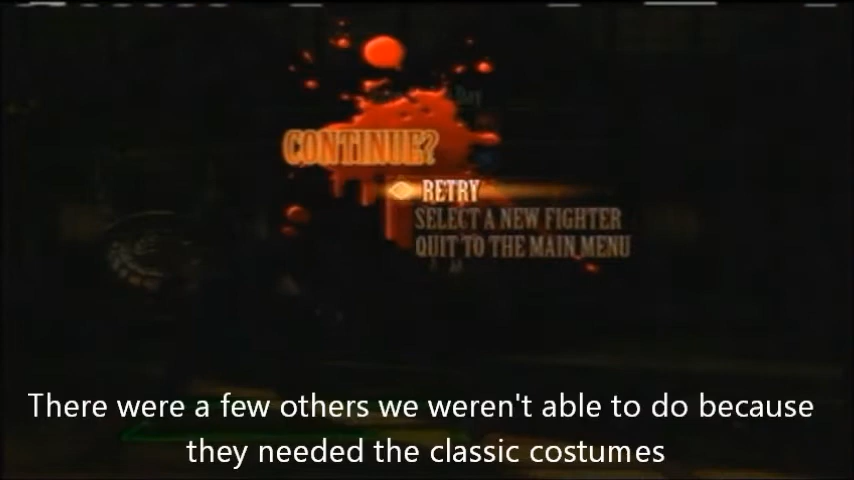 CONTINUE?
RETRY
SELECT A NEW FIGHTER
QUIT TO THE MAIN MENU
There were a few others we weren't able to do because
they needed the classic costumes